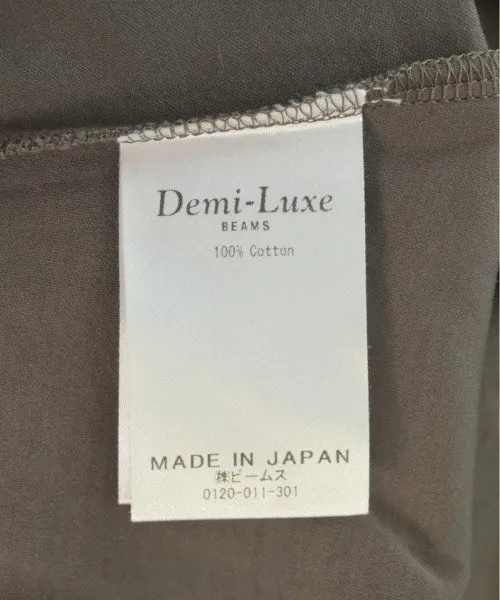 Demi-Luxe
BEAMS
100% Cotton
MADE IN JAPAN
㈱ビームス
0120-011-301